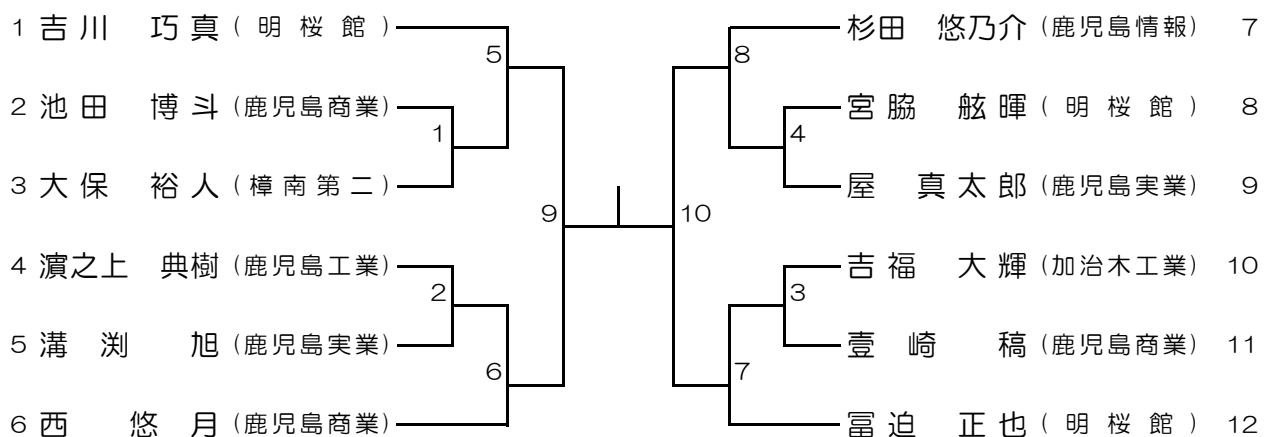 1 吉川 巧真 (明桜館)
5
2 池田 博斗 (鹿児島商業)
1
3 大保 裕人 (樟南第二)
9
4 濵之上 典樹 (鹿児島工業)
2
5 溝渕 旭 (鹿児島実業)
6
6 西 悠月 (鹿児島商業)
杉田 悠乃介 (鹿児島情報) 7
8
宮脇 舷暉 (明桜館) 8
4
屋 真太郎 (鹿児島実業) 9
10
吉福 大輝 (加治木工業) 10
3
壹崎 稿 (鹿児島商業) 11
7
冨迫 正也 (明桜館) 12